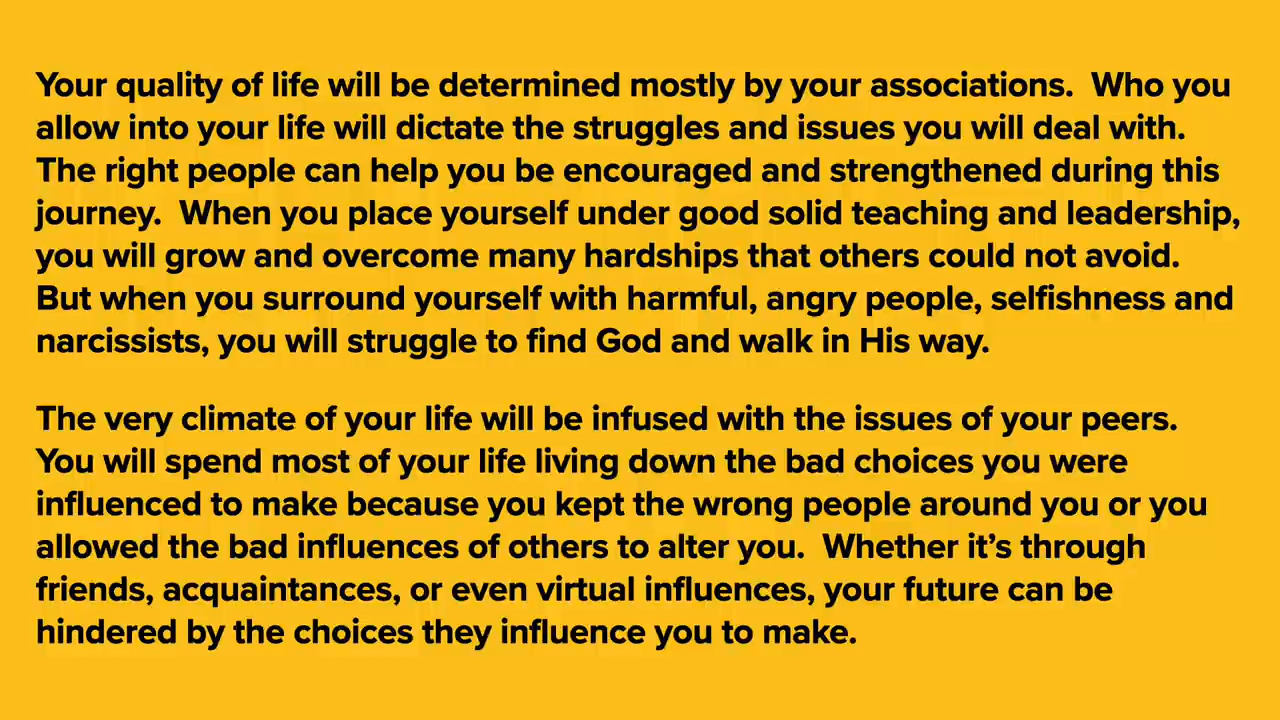 Your quality of life will be determined mostly by your associations.  Who you
allow into your life will dictate the struggles and issues you will deal with.
The right people can help you be encouraged and strengthened during this
journey.  When you place yourself under good solid teaching and leadership,
you will grow and overcome many hardships that others could not avoid.
But when you surround yourself with harmful, angry people, selfishness and
narcissists, you will struggle to find God and walk in His way.
The very climate of your life will be infused with the issues of your peers.
You will spend most of your life living down the bad choices you were
influenced to make because you kept the wrong people around you or you
allowed the bad influences of others to alter you.  Whether it’s through
friends, acquaintances, or even virtual influences, your future can be
hindered by the choices they influence you to make.